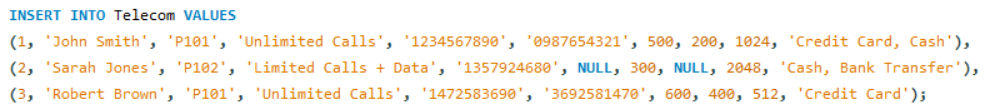 INSERT INTO Telecom VALUES
(1, 'John Smith', 'P101', 'Unlimited Calls', '1234567890', '0987654321', 500, 200, 1024, 'Credit Card, Cash'),
(2, 'Sarah Jones', 'P102', 'Limited Calls + Data', '1357924680', NULL, 300, NULL, 2048, 'Cash, Bank Transfer'),
(3, 'Robert Brown', 'P101', 'Unlimited Calls', '1472583690', '3692581470', 600, 400, 512, 'Credit Card');